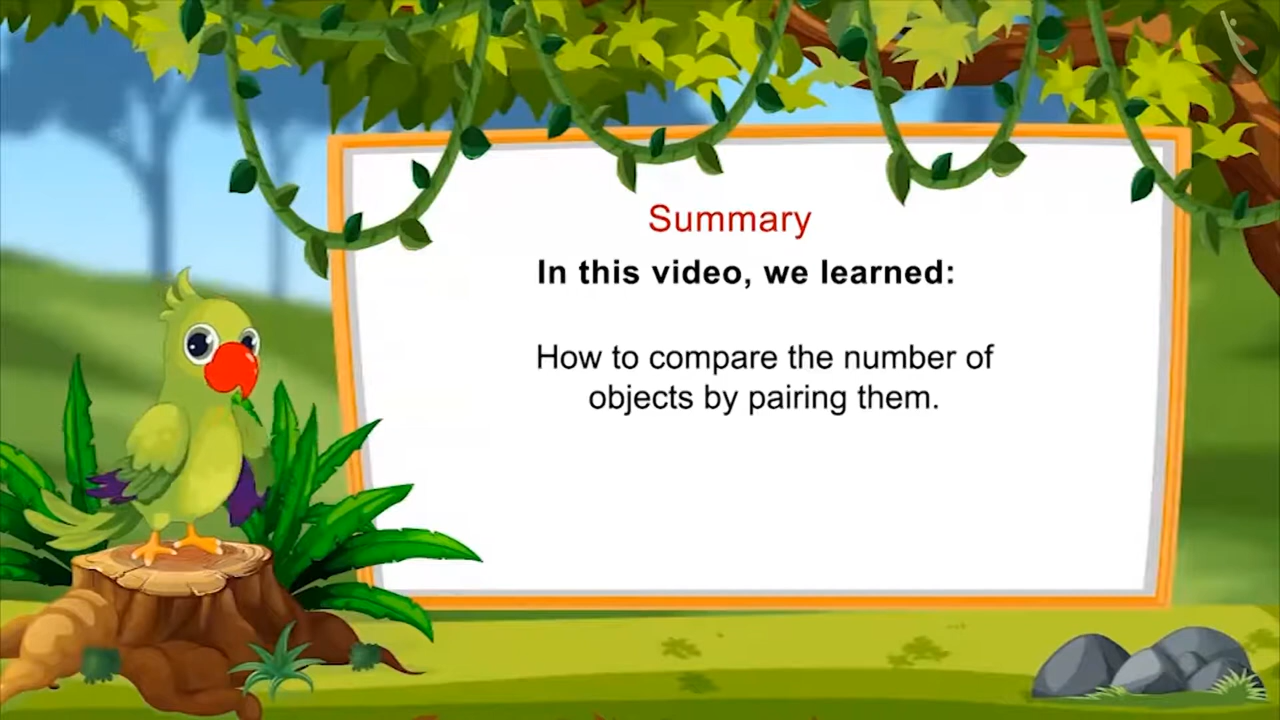 Summary
In this video, we learned:
How to compare the number of
objects by pairing them.